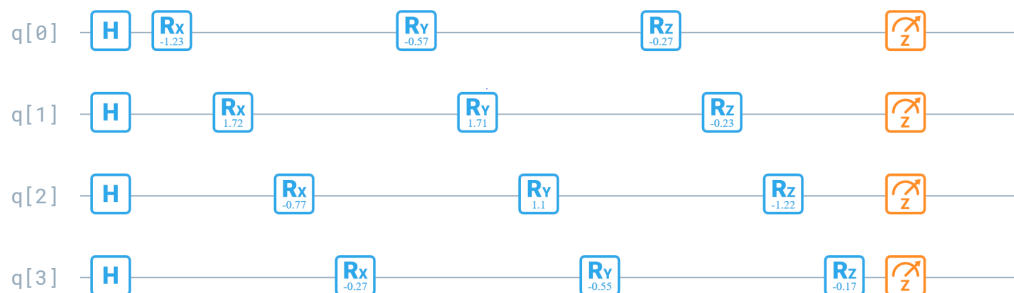 q[0] H RX -1.23 RY -0.57 RZ -0.27 Z
q[1] H RX 1.72 RY 1.71 RZ -0.23 Z
q[2] H RX -0.77 RY 1.1 RZ -1.22 Z
q[3] H RX -0.27 RY -0.55 RZ -0.17 Z